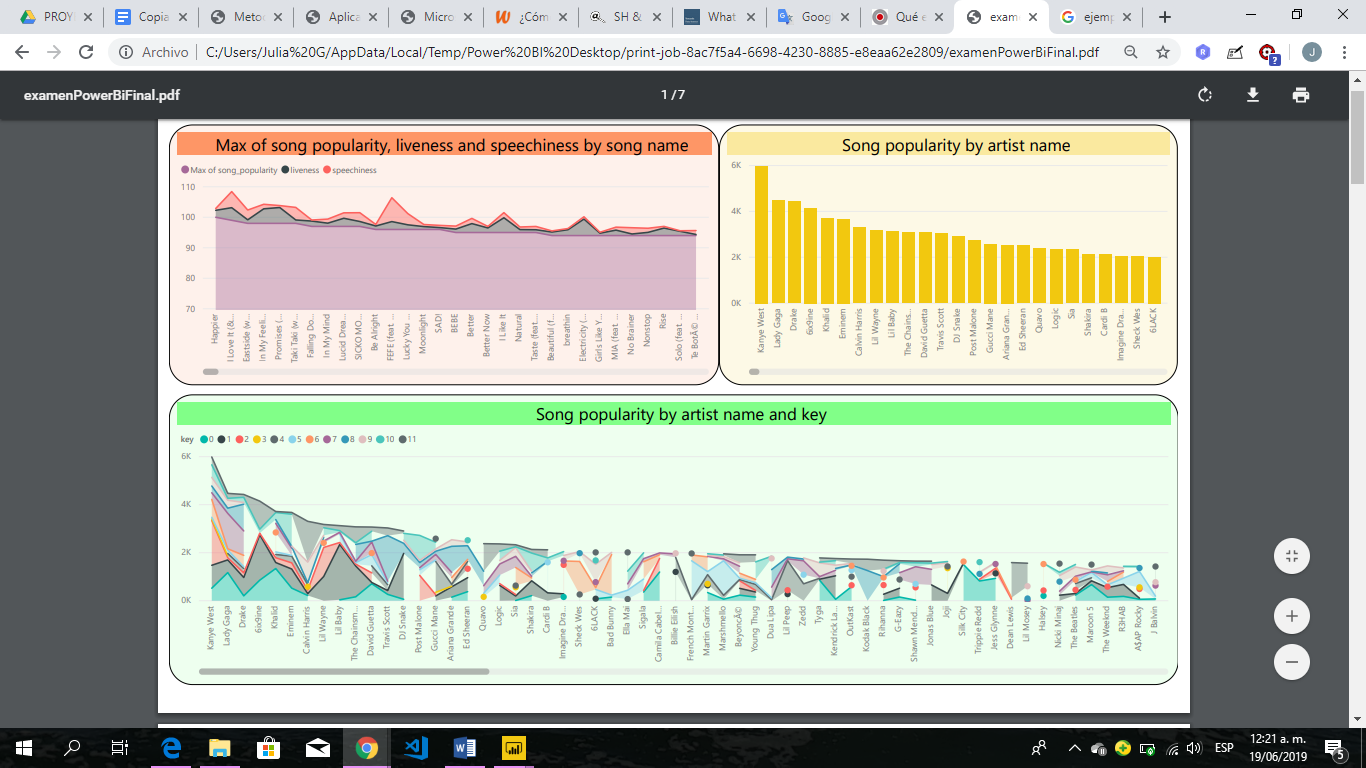 PROY
Copia
Metoc
Aplica
Micro
¿Cóm
SH &
What
Goog
Qué e
exam
ejemp
Archivo
C:/Users/Julia%20G/AppData/Local/Temp/Power%20BI%20Desktop/print-job-8ac7f5a4-6698-4230-8885-e8eaa62e2809/examenPowerBiFinal.pdf
J
examenPowerBiFinal.pdf
1 / 7
Max of song popularity, liveness and speechiness by song name
Max of song_popularity liveness speechiness
110
100
90
80
70
Happier
I Love It (&...
Eastside (w...
In My Feeli...
Promises (...
Taki Taki (w...
Falling Do...
In My Mind
Lucid Drea...
SICKO MO...
Be Alright
FEFE (feat. ...
Lucky You ...
Moonlight
SAD!
BEBE
Better
Better Now
I Like It
Natural
Taste (feat. ...
Beautiful (f...
breathin
Electricity (...
Girls Like Y...
MIA (feat. ...
No Brainer
Nonstop
Rise
Solo (feat. ...
Te BotÃ© ...
Song popularity by artist name
6K
4K
2K
0K
Kanye West
Lady Gaga
Drake
6ix9ine
Khalid
Eminem
Calvin Harris
Lil Wayne
Lil Baby
The Chains...
David Guetta
Travis Scott
DJ Snake
Post Malone
Gucci Mane
Ariana Gran...
Ed Sheeran
Quavo
Logic
Sia
Shakira
Cardi B
Imagine Dra...
Sheck Wes
6LACK
Song popularity by artist name and key
key 0 1 2 3 4 5 6 7 8 9 10 11
6K
4K
2K
0K
Kanye West
Lady Gaga
Drake
6ix9ine
Khalid
Eminem
Calvin Harris
Lil Wayne
Lil Baby
The Chainsm...
David Guetta
Travis Scott
DJ Snake
Post Malone
Gucci Mane
Ariana Grande
Ed Sheeran
Quavo
Logic
Sia
Shakira
Cardi B
Imagine Dra...
Sheck Wes
6LACK
Bad Bunny
Ella Mai
Sigala
Camila Cabel...
Billie Eilish
French Mont...
Martin Garrix
Marshmello
BeyoncÃ©
Young Thug
Dua Lipa
Lil Peep
Zedd
Tyga
Kendrick La...
OutKast
Kodak Black
Rihanna
G-Eazy
Shawn Mend...
Jonas Blue
Joji
Silk City
Trippie Redd
Jess Glynne
Dean Lewis
Lil Mosey
Halsey
Nicki Minaj
The Beatles
Maroon 5
The Weeknd
R3HAB
A$AP Rocky
J Balvin
ESP
12:21 a. m.
19/06/2019
5